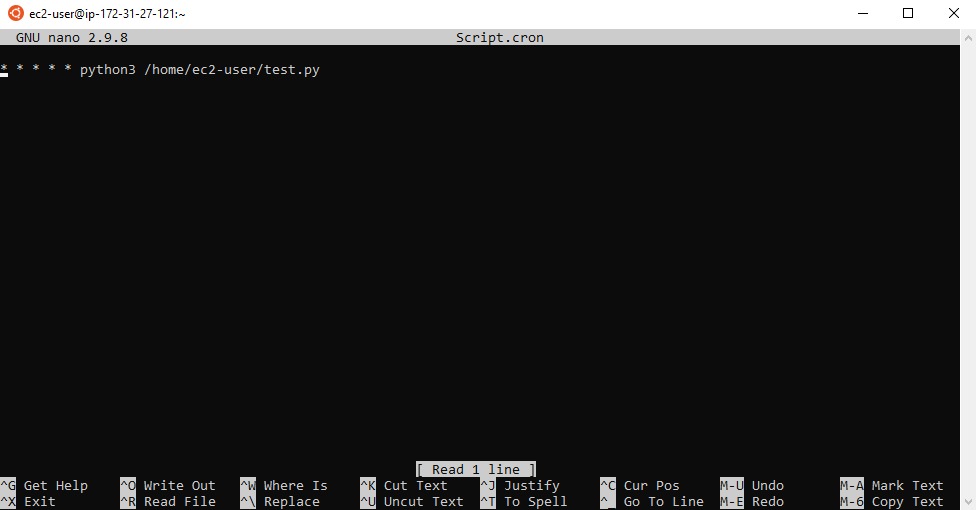 ec2-user@ip-172-31-27-121:~
GNU nano 2.9.8 Script.cron
* * * * * python3 /home/ec2-user/test.py
[ Read 1 line ]
^G Get Help ^O Write Out ^W Where Is ^K Cut Text ^J Justify ^C Cur Pos M-U Undo M-A Mark Text
^X Exit ^R Read File ^\ Replace ^U Uncut Text ^T To Spell ^_ Go To Line M-E Redo M-6 Copy Text